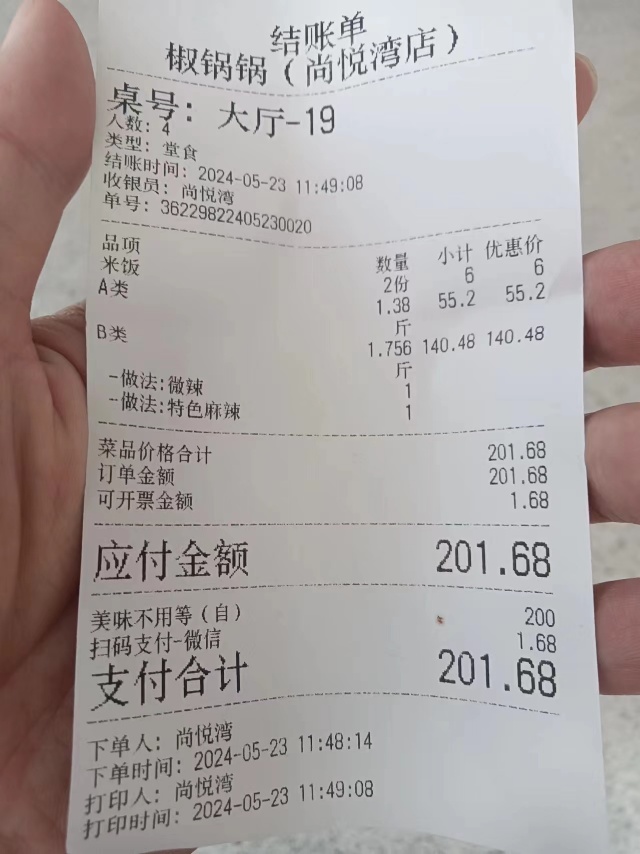 结账单
椒锅锅（尚悦湾店）
桌号：大厅-19
人数：4
类型：堂食
结账时间：2024-05-23 11:49:08
收银员：尚悦湾
单号：36229822405230020
品项 数量 小计 优惠价
米饭 2份 6 6
A类 1.38 55.2 55.2
斤
B类 1.756 140.48 140.48
斤
-做法:微辣 1
-做法:特色麻辣 1
菜品价格合计 201.68
订单金额 201.68
可开票金额 1.68
应付金额 201.68
美味不用等（自） 200
扫码支付-微信 1.68
支付合计 201.68
下单人：尚悦湾
下单时间：2024-05-23 11:48:14
打印人：尚悦湾
打印时间：2024-05-23 11:49:08